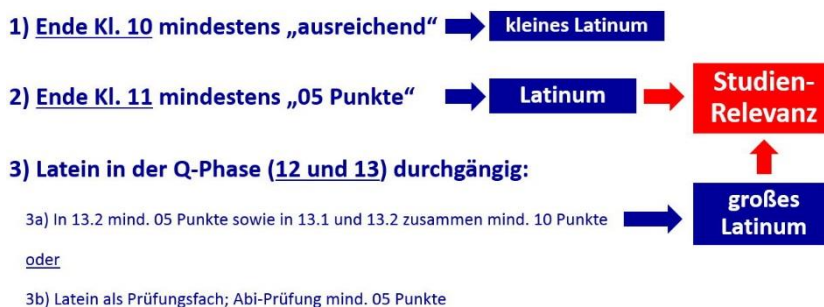 1) Ende Kl. 10 mindestens „ausreichend“ kleines Latinum
2) Ende Kl. 11 mindestens „05 Punkte“ Latinum
Studien-
Relevanz
3) Latein in der Q-Phase (12 und 13) durchgängig:
3a) In 13.2 mind. 05 Punkte sowie in 13.1 und 13.2 zusammen mind. 10 Punkte
großes
Latinum
oder
3b) Latein als Prüfungsfach; Abi-Prüfung mind. 05 Punkte